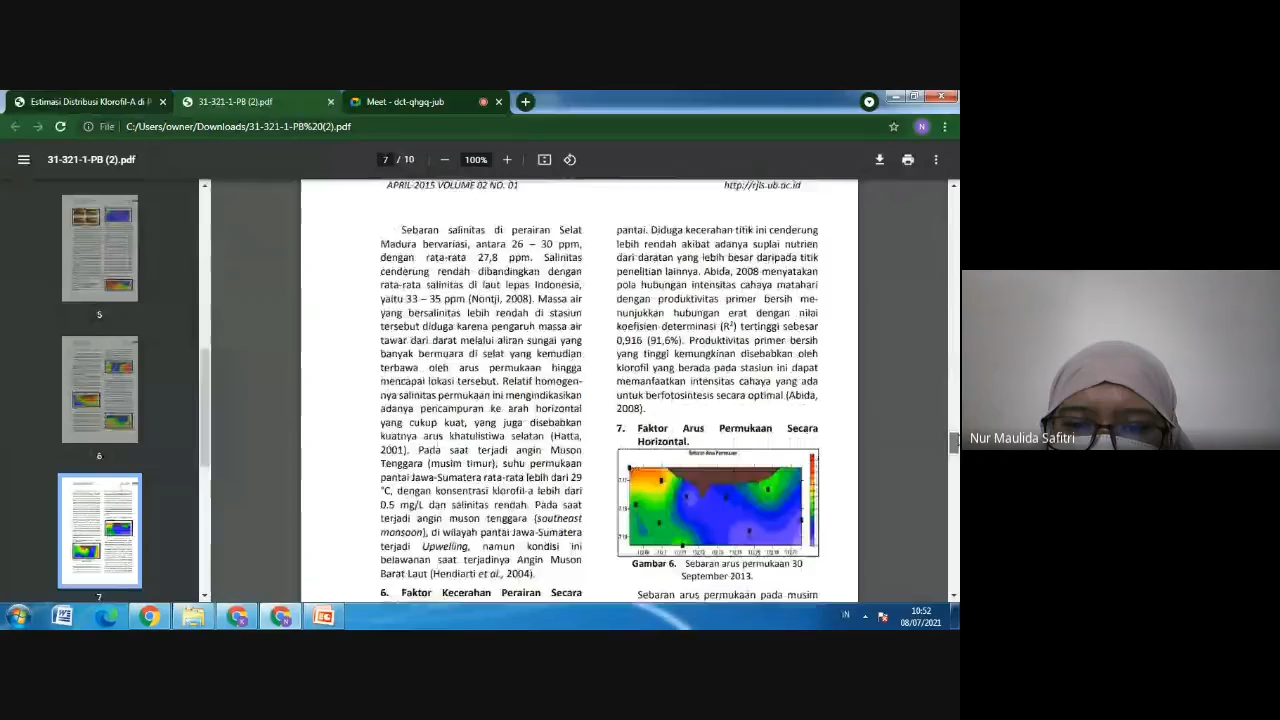 Estimasi Distribusi Klorofil-A di P
31-321-1-PB (2).pdf
Meet - dct-qhgq-jub
File
C:/Users/owner/Downloads/31-321-1-PB%20(2).pdf
31-321-1-PB (2).pdf
7 / 10
100%
5
6
7
APRIL-2015 VOLUME 02 NO. 01
http://rjls.ub.ac.id
Sebaran salinitas di perairan Selat
Madura bervariasi, antara 26 – 30 ppm,
dengan rata-rata 27,8 ppm. Salinitas
cenderung rendah dibandingkan dengan
rata-rata salinitas di laut lepas Indonesia,
yaitu 33 – 35 ppm (Nontji, 2008). Massa air
yang bersalinitas lebih rendah di stasiun
tersebut diduga karena pengaruh massa air
tawar dari darat melalui aliran sungai yang
banyak bermuara di selat yang kemudian
terbawa oleh arus permukaan hingga
mencapai lokasi tersebut. Relatif homogen-
nya salinitas permukaan ini mengindikasikan
adanya pencampuran ke arah horizontal
yang cukup kuat, yang juga disebabkan
kuatnya arus khatulistiwa selatan (Hatta,
2001). Pada saat terjadi angin Muson
Tenggara (musim timur), suhu permukaan
pantai Jawa-Sumatera rata-rata lebih dari 29
°C, dengan konsentrasi klorofil-a lebih dari
0.5 mg/L dan salinitas rendah. Pada saat
terjadi angin muson tenggara (southeast
monsoon), di wilayah pantai Jawa-Sumatera
terjadi Upwelling, namun kondisi ini
belawanan saat terjadinya Angin Muson
Barat Laut (Hendiarti et al., 2004).
6. Faktor Kecerahan Perairan Secara
pantai. Diduga kecerahan titik ini cenderung
lebih rendah akibat adanya suplai nutrien
dari daratan yang lebih besar daripada titik
penelitian lainnya. Abida, 2008 menyatakan
pola hubungan intensitas cahaya matahari
dengan produktivitas primer bersih me-
nunjukkan hubungan erat dengan nilai
koefisien determinasi (R²) tertinggi sebesar
0,916 (91,6%). Produktivitas primer bersih
yang tinggi kemungkinan disebabkan oleh
klorofil yang berada pada stasiun ini dapat
memanfaatkan intensitas cahaya yang ada
untuk berfotosintesis secara optimal (Abida,
2008).
7. Faktor Arus Permukaan Secara
Horizontal.
Sebaran Arus Permukaan
Gambar 6. Sebaran arus permukaan 30
September 2013.
Sebaran arus permukaan pada musim
Nur Maulida Safitri
IN
10:52
08/07/2021